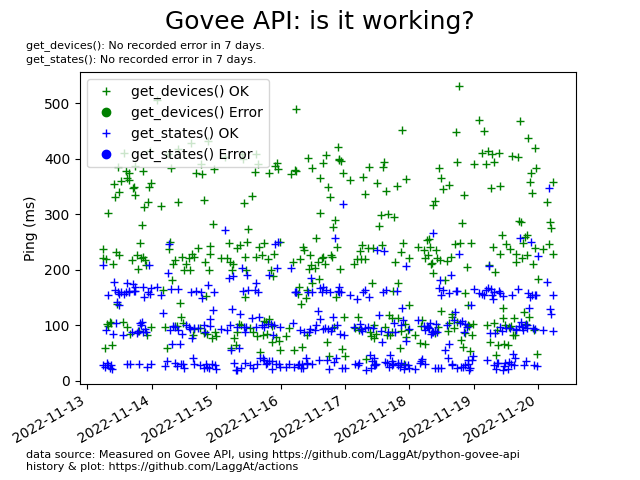 Govee API: is it working?
get_devices(): No recorded error in 7 days.
get_states(): No recorded error in 7 days.
get_devices() OK
get_devices() Error
get_states() OK
get_states() Error
Ping (ms)
500
400
300
200
100
0
2022-11-13
2022-11-14
2022-11-15
2022-11-16
2022-11-17
2022-11-18
2022-11-19
2022-11-20
data source: Measured on Govee API, using https://github.com/LaggAt/python-govee-api
history & plot: https://github.com/LaggAt/actions